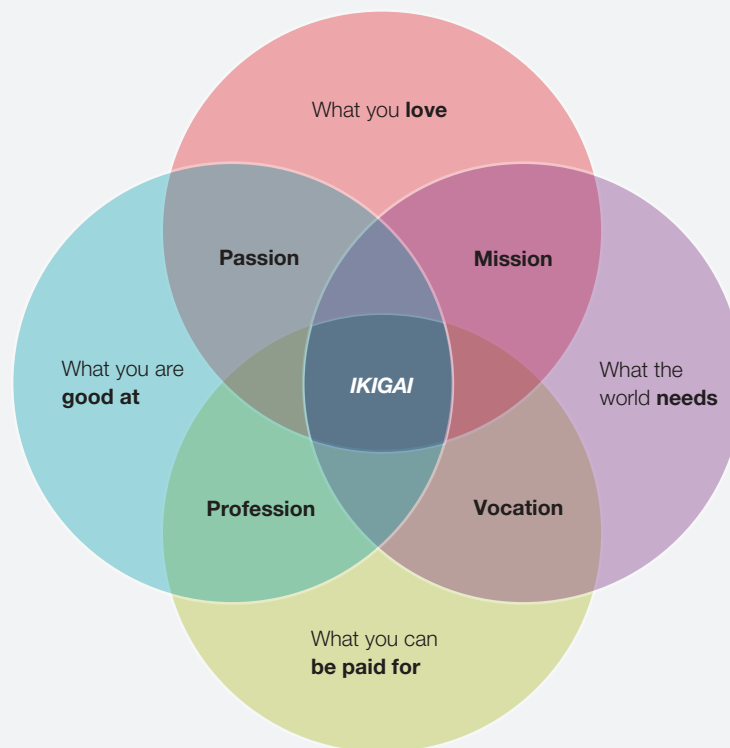 What you love
Passion
Mission
What you are
good at
IKIGAI
What the
world needs
Profession
Vocation
What you can
be paid for